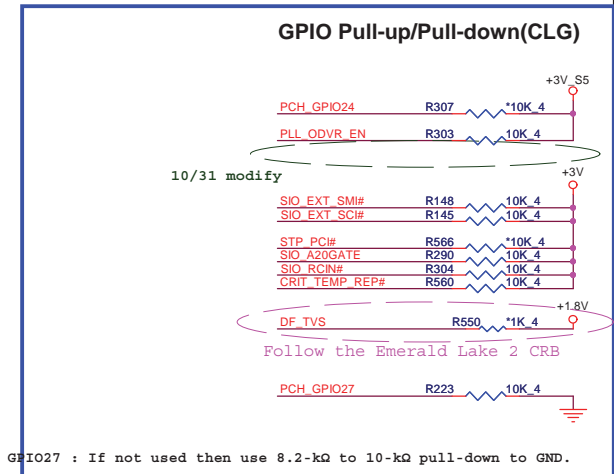 GPIO Pull-up/Pull-down(CLG)
+3V_S5
PCH_GPIO24 R307 *10K_4
PLL_ODVR_EN R303 10K_4
10/31 modify
+3V
SIO_EXT_SMI# R148 10K_4
SIO_EXT_SCI# R145 10K_4
STP_PCI# R566 *10K_4
SIO_A20GATE R290 10K_4
SIO_RCIN# R304 10K_4
CRIT_TEMP_REP# R560 10K_4
+1.8V
DF_TVS R550 *1K_4
Follow the Emerald Lake 2 CRB
PCH_GPIO27 R223 10K_4
GPIO27 : If not used then use 8.2-kΩ to 10-kΩ pull-down to GND.